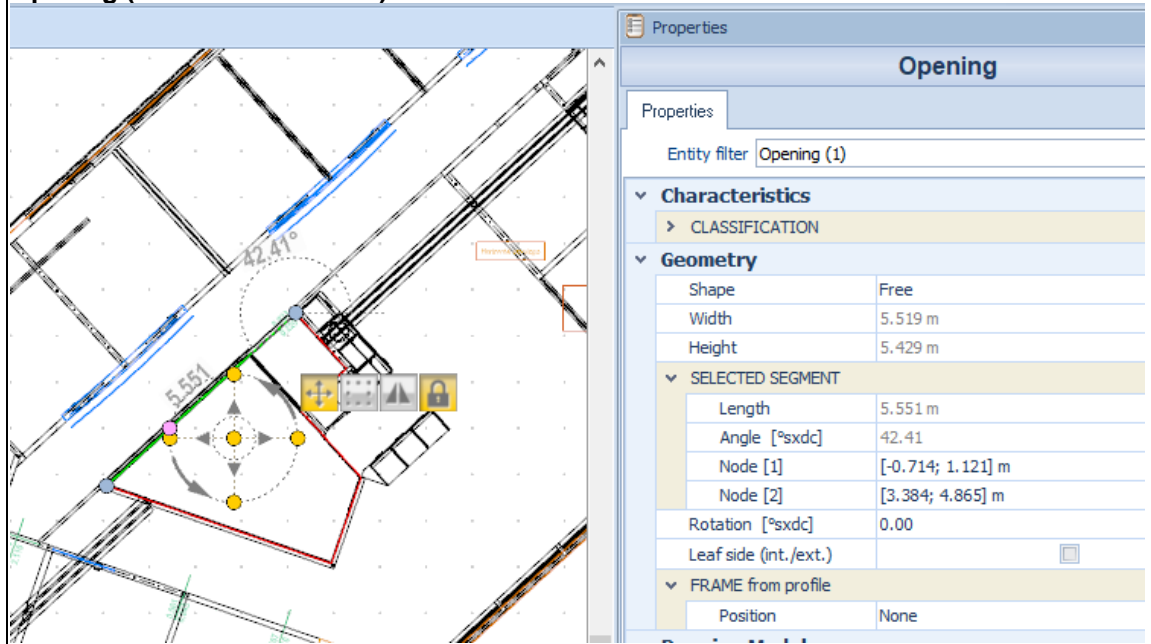 Properties
Opening
Properties
Entity filter Opening (1)
Characteristics
CLASSIFICATION
Geometry
Shape Free
Width 5.519 m
Height 5.429 m
SELECTED SEGMENT
Length 5.551 m
Angle [°sxdc] 42.41
Node [1] [-0.714; 1.121] m
Node [2] [3.384; 4.865] m
Rotation [°sxdc] 0.00
Leaf side (int./ext.)
FRAME from profile
Position None
42.41°
5.551